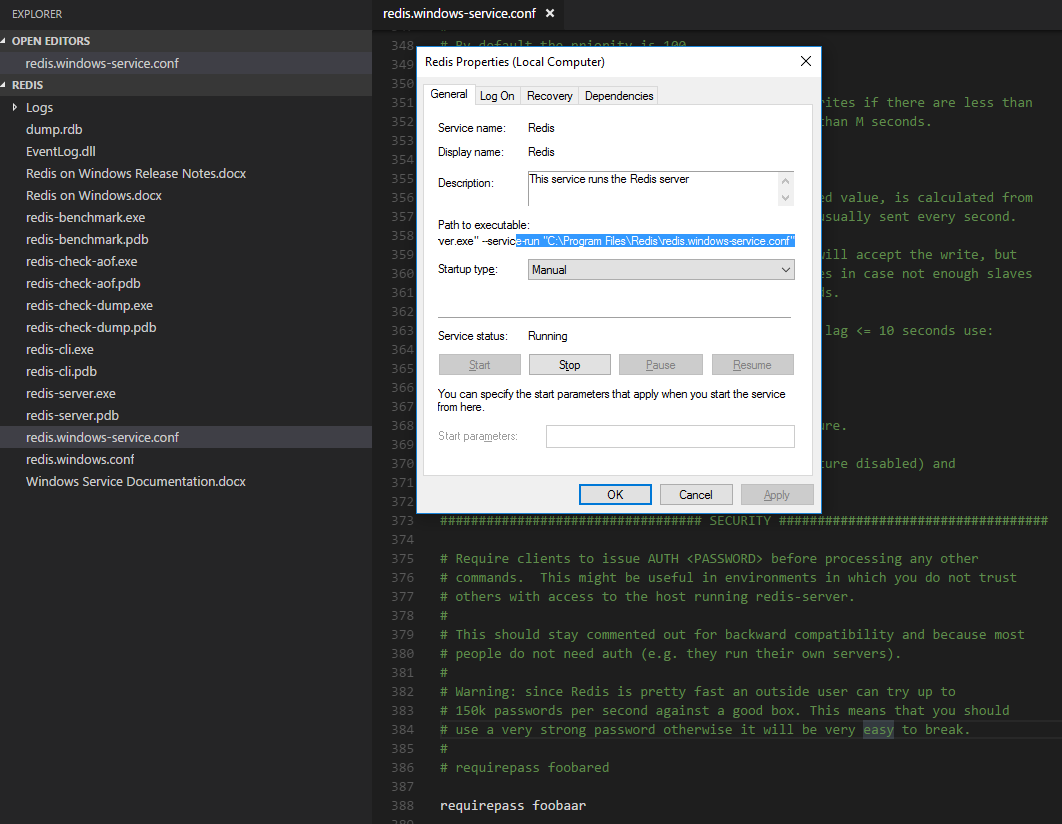 EXPLORER
OPEN EDITORS
redis.windows-service.conf
REDIS
Logs
dump.rdb
EventLog.dll
Redis on Windows Release Notes.docx
Redis on Windows.docx
redis-benchmark.exe
redis-benchmark.pdb
redis-check-aof.exe
redis-check-aof.pdb
redis-check-dump.exe
redis-check-dump.pdb
redis-cli.exe
redis-cli.pdb
redis-server.exe
redis-server.pdb
redis.windows-service.conf
redis.windows.conf
Windows Service Documentation.docx
redis.windows-service.conf
348 # By default the priority is 100.
349
350
351 rites if there are less than
352 han M seconds.
353
354
355
356 ed value, is calculated from
357 usually sent every second.
358
359 will accept the write, but
360 es in case not enough slaves
361 ds.
362
363 lag <= 10 seconds use:
364
365
366
367
368 ure.
369
370 ture disabled) and
371
372
Redis Properties (Local Computer)
General Log On Recovery Dependencies
Service name: Redis
Display name: Redis
Description: This service runs the Redis server
Path to executable:
ver.exe" --service-run "C:\Program Files\Redis\redis.windows-service.conf"
Startup type: Manual
Service status: Running
Start Stop Pause Resume
You can specify the start parameters that apply when you start the service
from here.
Start parameters:
OK Cancel Apply
373 ################################## SECURITY ###################################
374
375 # Require clients to issue AUTH <PASSWORD> before processing any other
376 # commands.  This might be useful in environments in which you do not trust
377 # others with access to the host running redis-server.
378 #
379 # This should stay commented out for backward compatibility and because most
380 # people do not need auth (e.g. they run their own servers).
381 #
382 # Warning: since Redis is pretty fast an outside user can try up to
383 # 150k passwords per second against a good box. This means that you should
384 # use a very strong password otherwise it will be very easy to break.
385 #
386 # requirepass foobared
387
388 requirepass foobaar
389